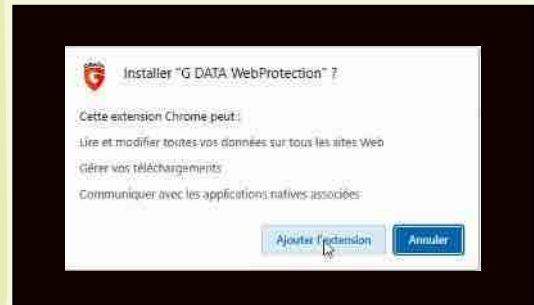 Installer "G DATA WebProtection" ?
Cette extension Chrome peut :
Lire et modifier toutes vos données sur tous les sites Web
Gérer vos téléchargements
Communiquer avec les applications natives associées
Ajouter l'extension
Annuler